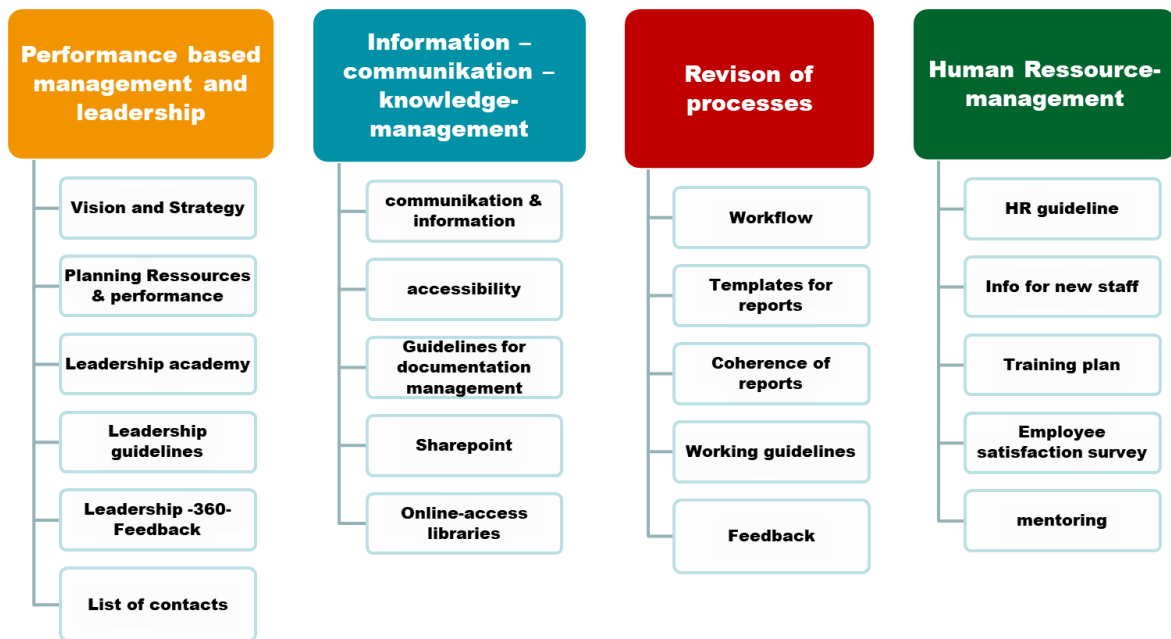 Performance based
management and
leadership
Vision and Strategy
Planning Ressources
& performance
Leadership academy
Leadership
guidelines
Leadership -360-
Feedback
List of contacts
Information –
communikation –
knowledge-
management
communikation &
information
accessibility
Guidelines for
documentation
management
Sharepoint
Online-access
libraries
Revison of
processes
Workflow
Templates for
reports
Coherence of
reports
Working guidelines
Feedback
Human Ressource-
management
HR guideline
Info for new staff
Training plan
Employee
satisfaction survey
mentoring